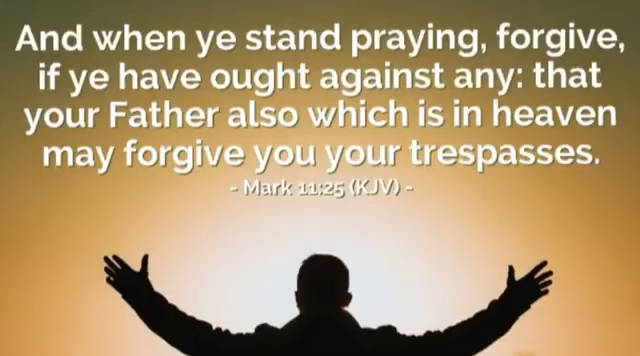 And when ye stand praying, forgive,
if ye have ought against any: that
your Father also which is in heaven
may forgive you your trespasses.
- Mark 11:25 (KJV) -